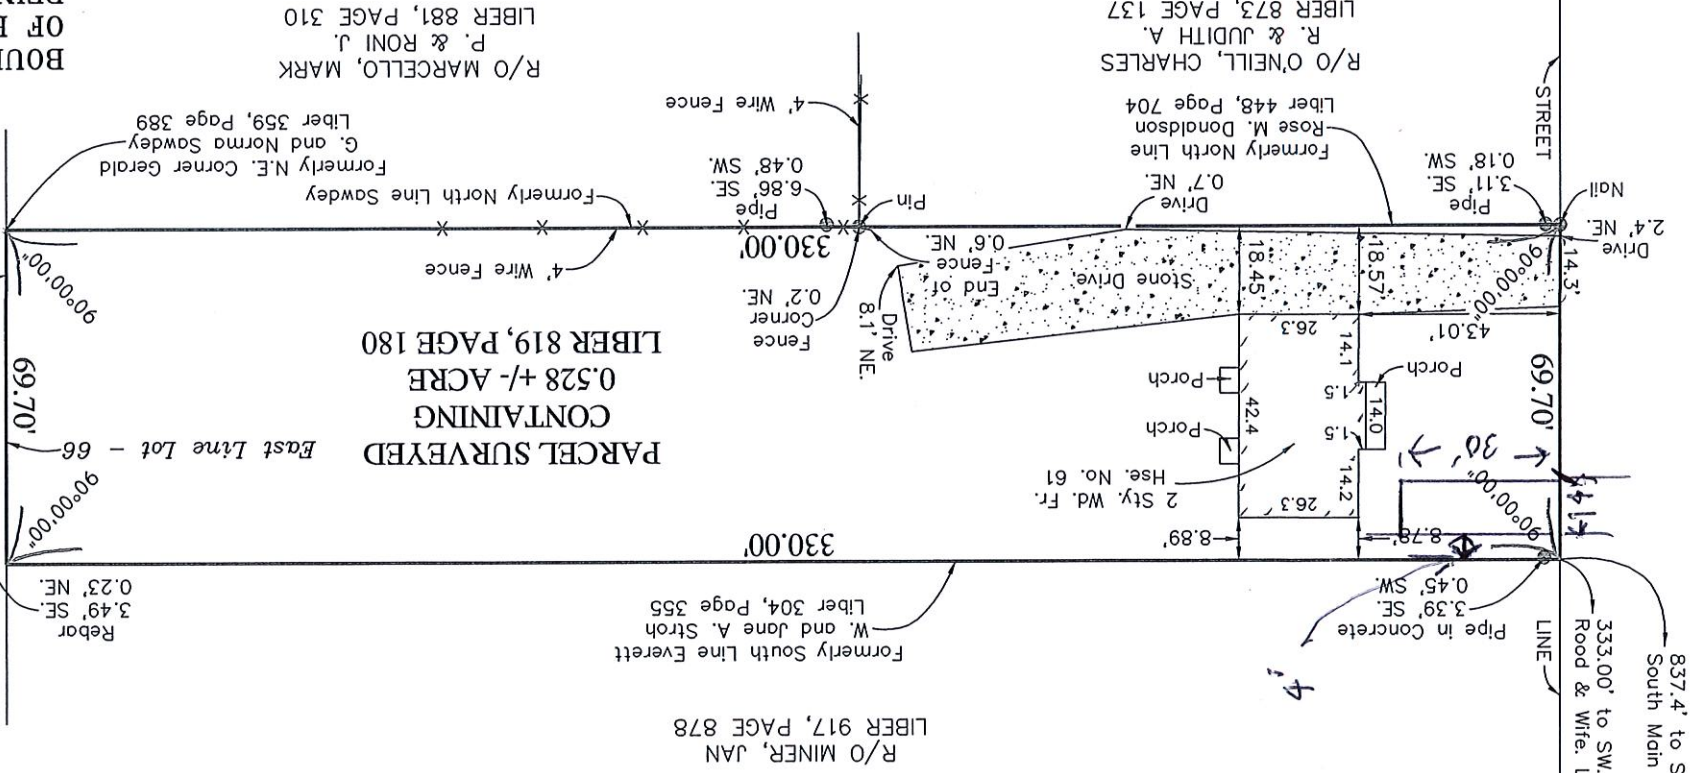 R/O MINER, JAN
LIBER 917, PAGE 878
837.4' to S
South Main
333.00' to SW.
Rood & Wife. L
LINE
4'
Pipe in Concrete
3.39' SE.
0.45' SW.
Formerly South Line Everett
W. and Jane A. Stroh
Liber 304, Page 355
Rebar
3.49' SE.
0.23' NE.
330.00'
90°00'00"
90°00'00"
14'
30'
8.78'
8.89'
26.3
2 Sty. Wd. Fr.
Hse. No. 61
14.2
1.5
14.0
1.5
14.1
42.4
Porch
Porch
Porch
26.3
43.01'
69.70'
69.70'
East Line Lot - 66
PARCEL SURVEYED
CONTAINING
0.528 +/- ACRE
LIBER 819, PAGE 180
Drive
8.1' NE.
Fence
Corner
0.2' NE.
Stone Drive
End of
Fence
0.6' NE.
18.57'
18.45
14.3'
90°00'00"
90°00'00"
4' Wire Fence
330.00'
Drive
2.4' NE.
Nail
Pipe
3.11' SE.
0.18' SW.
Drive
0.7' NE.
Pin
Pipe
6.86' SE.
0.48' SW.
Formerly North Line Sawdey
STREET
Formerly North Line
Rose M. Donaldson
Liber 448, Page 704
4' Wire Fence
Formerly N.E. Corner Gerald
G. and Norma Sawdey
Liber 359, Page 389
R/O O'NEILL, CHARLES
R. & JUDITH A.
LIBER 873, PAGE 137
R/O MARCELLO, MARK
P. & RONI J.
LIBER 881, PAGE 310
BOUN
OF